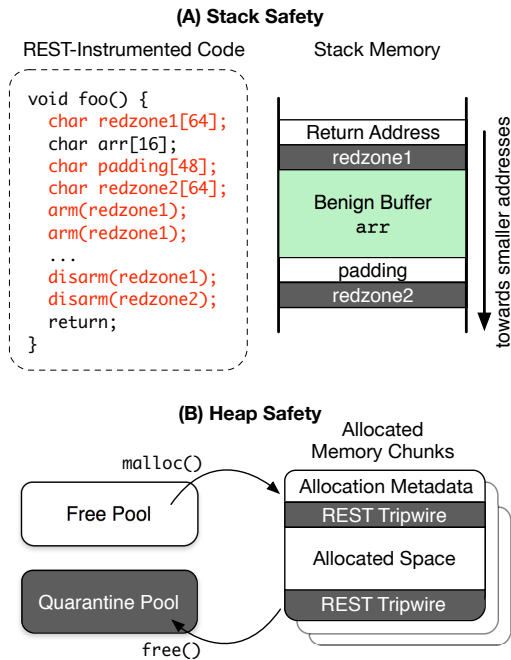 (A) Stack Safety
REST-Instrumented Code
void foo() {
char redzone1[64];
char arr[16];
char padding[48];
char redzone2[64];
arm(redzone1);
arm(redzone1);
...
disarm(redzone1);
disarm(redzone2);
return;
}
Stack Memory
Return Address
redzone1
Benign Buffer
arr
padding
redzone2
towards smaller addresses
(B) Heap Safety
malloc()
Free Pool
Quarantine Pool
free()
Allocated
Memory Chunks
Allocation Metadata
REST Tripwire
Allocated Space
REST Tripwire